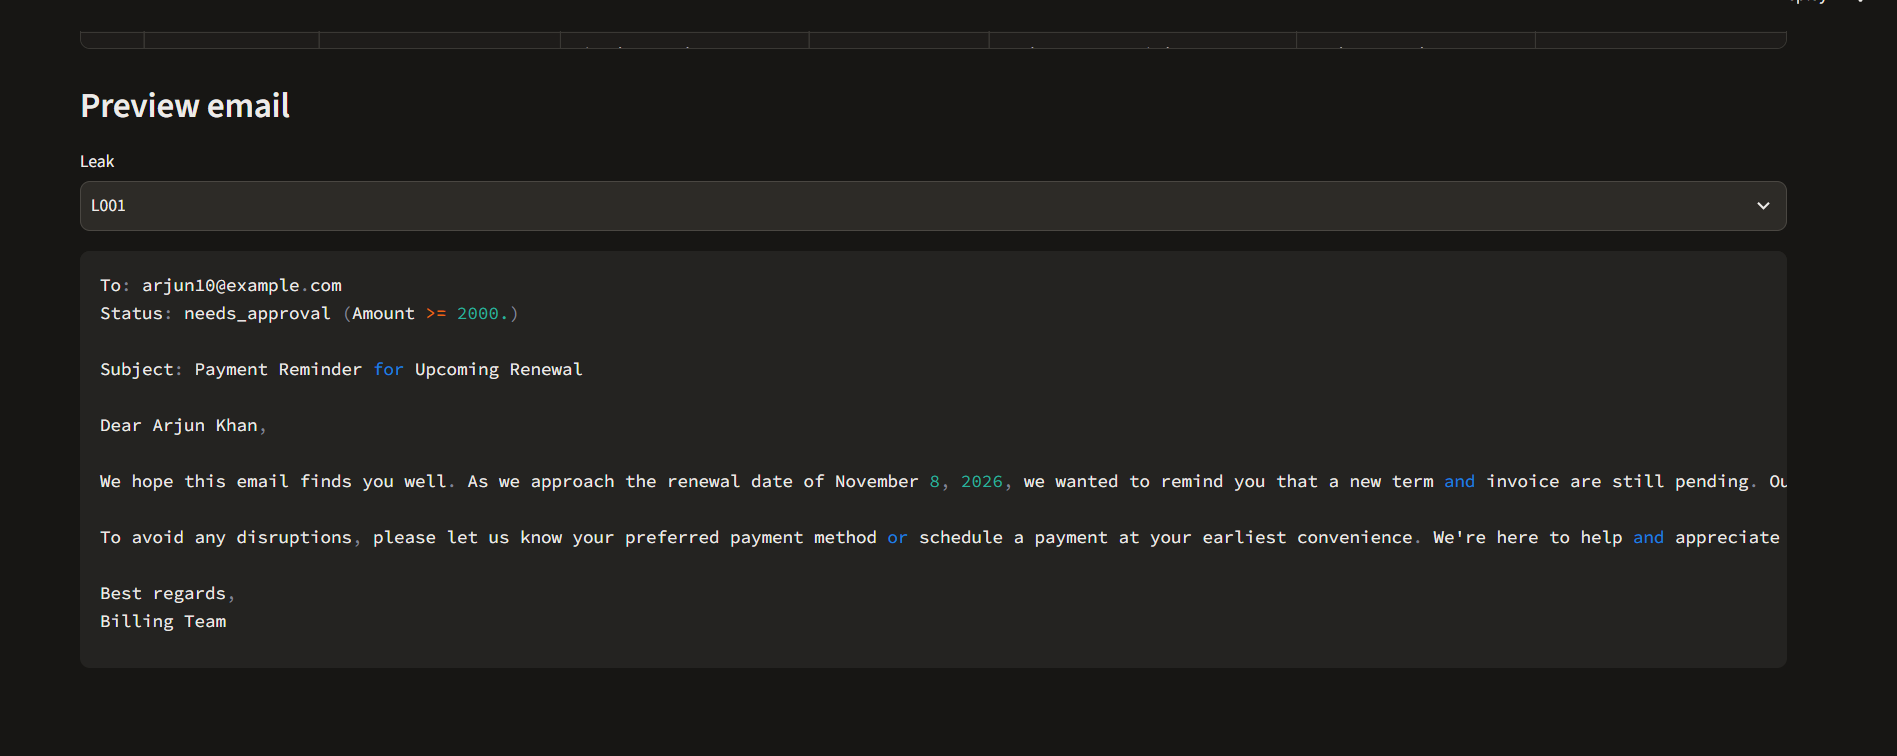 Preview email
Leak
L001
To: arjun10@example.com
Status: needs_approval (Amount >= 2000.)
Subject: Payment Reminder for Upcoming Renewal
Dear Arjun Khan,
We hope this email finds you well. As we approach the renewal date of November 8, 2026, we wanted to remind you that a new term and invoice are still pending.
To avoid any disruptions, please let us know your preferred payment method or schedule a payment at your earliest convenience. We're here to help and appreciate
Best regards,
Billing Team